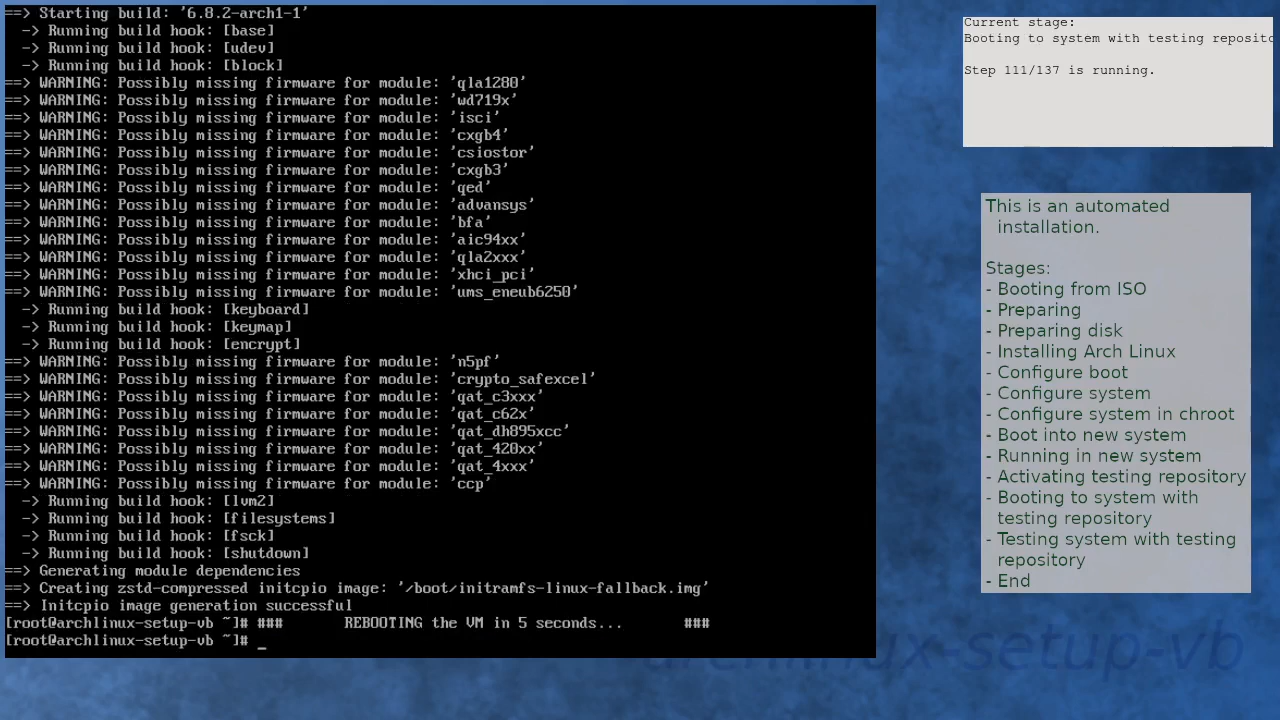 ==> Starting build: '6.8.2-arch1-1'
-> Running build hook: [base]
-> Running build hook: [udev]
-> Running build hook: [block]
==> WARNING: Possibly missing firmware for module: 'qla1280'
==> WARNING: Possibly missing firmware for module: 'wd719x'
==> WARNING: Possibly missing firmware for module: 'isci'
==> WARNING: Possibly missing firmware for module: 'cxgb4'
==> WARNING: Possibly missing firmware for module: 'csiostor'
==> WARNING: Possibly missing firmware for module: 'cxgb3'
==> WARNING: Possibly missing firmware for module: 'qed'
==> WARNING: Possibly missing firmware for module: 'advansys'
==> WARNING: Possibly missing firmware for module: 'bfa'
==> WARNING: Possibly missing firmware for module: 'aic94xx'
==> WARNING: Possibly missing firmware for module: 'qla2xxx'
==> WARNING: Possibly missing firmware for module: 'xhci_pci'
==> WARNING: Possibly missing firmware for module: 'ums_eneub6250'
-> Running build hook: [keyboard]
-> Running build hook: [keymap]
-> Running build hook: [encrypt]
==> WARNING: Possibly missing firmware for module: 'n5pf'
==> WARNING: Possibly missing firmware for module: 'crypto_safexcel'
==> WARNING: Possibly missing firmware for module: 'qat_c3xxx'
==> WARNING: Possibly missing firmware for module: 'qat_c62x'
==> WARNING: Possibly missing firmware for module: 'qat_dh895xcc'
==> WARNING: Possibly missing firmware for module: 'qat_420xx'
==> WARNING: Possibly missing firmware for module: 'qat_4xxx'
==> WARNING: Possibly missing firmware for module: 'ccp'
-> Running build hook: [lvm2]
-> Running build hook: [filesystems]
-> Running build hook: [fsck]
-> Running build hook: [shutdown]
==> Generating module dependencies
==> Creating zstd-compressed initcpio image: '/boot/initramfs-linux-fallback.img'
==> Initcpio image generation successful
[root@archlinux-setup-vb ~]# ### REBOOTING the VM in 5 seconds... ###
[root@archlinux-setup-vb ~]# _
Current stage:
Booting to system with testing reposito
Step 111/137 is running.
This is an automated
installation.
Stages:
- Booting from ISO
- Preparing
- Preparing disk
- Installing Arch Linux
- Configure boot
- Configure system
- Configure system in chroot
- Boot into new system
- Running in new system
- Activating testing repository
- Booting to system with
testing repository
- Testing system with testing
repository
- End
archlinux-setup-vb